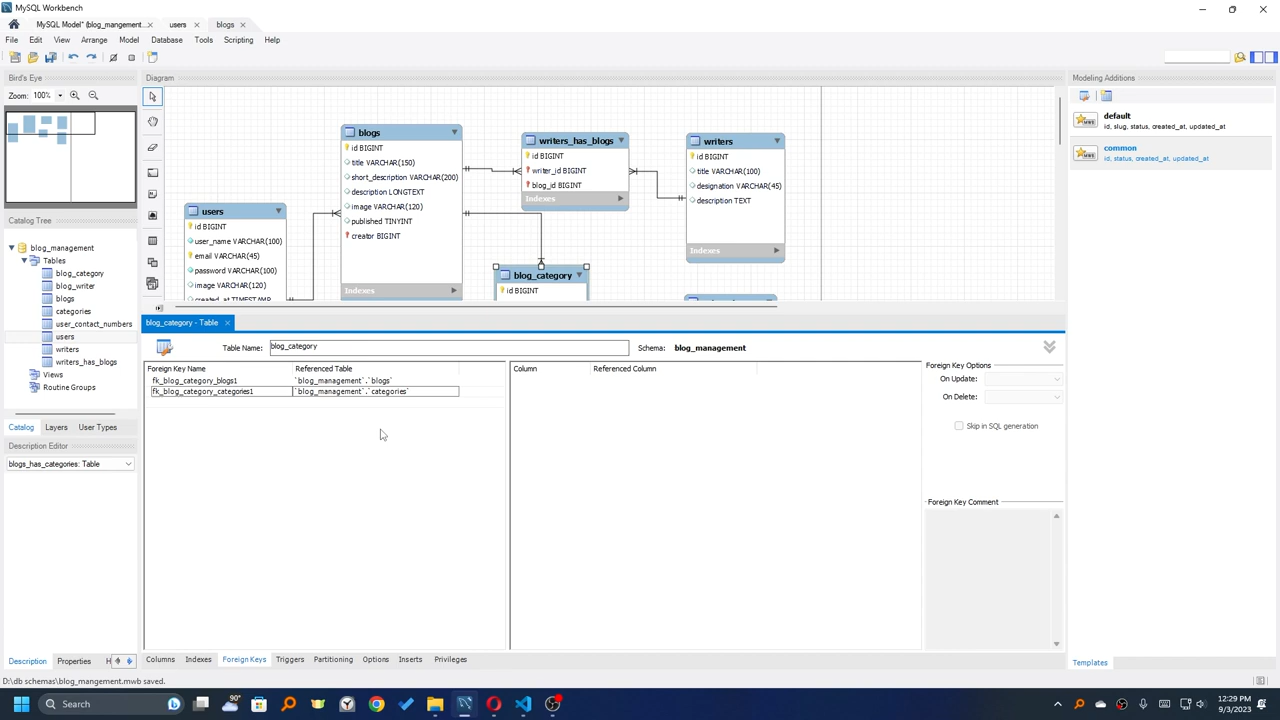 MySQL Workbench
MySQL Model* (blog_mangement... × users × blogs ×
File Edit View Arrange Model Database Tools Scripting Help
Bird's Eye
Zoom: 100%
Diagram
Modeling Additions
default
id, slug, status, created_at, updated_at
common
id, status, created_at, updated_at
blogs
id BIGINT
title VARCHAR(150)
short_description VARCHAR(200)
description LONGTEXT
image VARCHAR(120)
published TINYINT
creator BIGINT
Indexes
writers_has_blogs
id BIGINT
writer_id BIGINT
blog_id BIGINT
Indexes
writers
id BIGINT
title VARCHAR(100)
designation VARCHAR(45)
description TEXT
Indexes
users
id BIGINT
user_name VARCHAR(100)
email VARCHAR(45)
password VARCHAR(100)
image VARCHAR(120)
created_at TIMESTAMP
blog_category
id BIGINT
Catalog Tree
blog_management
Tables
blog_category
blog_writer
blogs
categories
user_contact_numbers
users
writers
writers_has_blogs
Views
Routine Groups
Catalog Layers User Types
Description Editor
blogs_has_categories: Table
Description Properties H
blog_category - Table ×
Table Name: blog_category Schema: blog_management
Foreign Key Name Referenced Table
fk_blog_category_blogs1 `blog_management`.`blogs`
fk_blog_category_categories1 `blog_management`.`categories`
Column Referenced Column
Foreign Key Options
On Update:
On Delete:
Skip in SQL generation
Foreign Key Comment
Columns Indexes Foreign Keys Triggers Partitioning Options Inserts Privileges
Templates
D:\db schemas\blog_mangement.mwb saved.
Search
90°
12:29 PM
9/3/2023